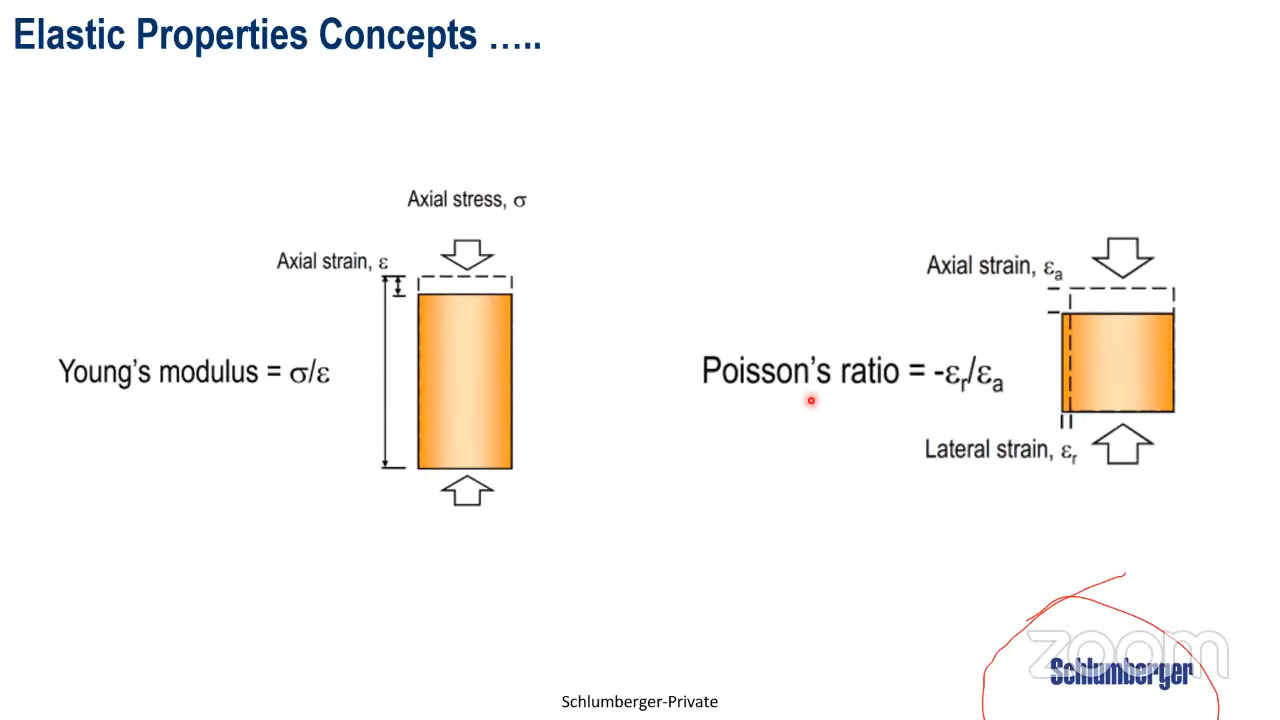 Elastic Properties Concepts …..
Axial stress, σ
Axial strain, ε
Young's modulus = σ/ε
Axial strain, εa
Poisson's ratio = -εr/εa
Lateral strain, εr
zoom
Schlumberger
Schlumberger-Private